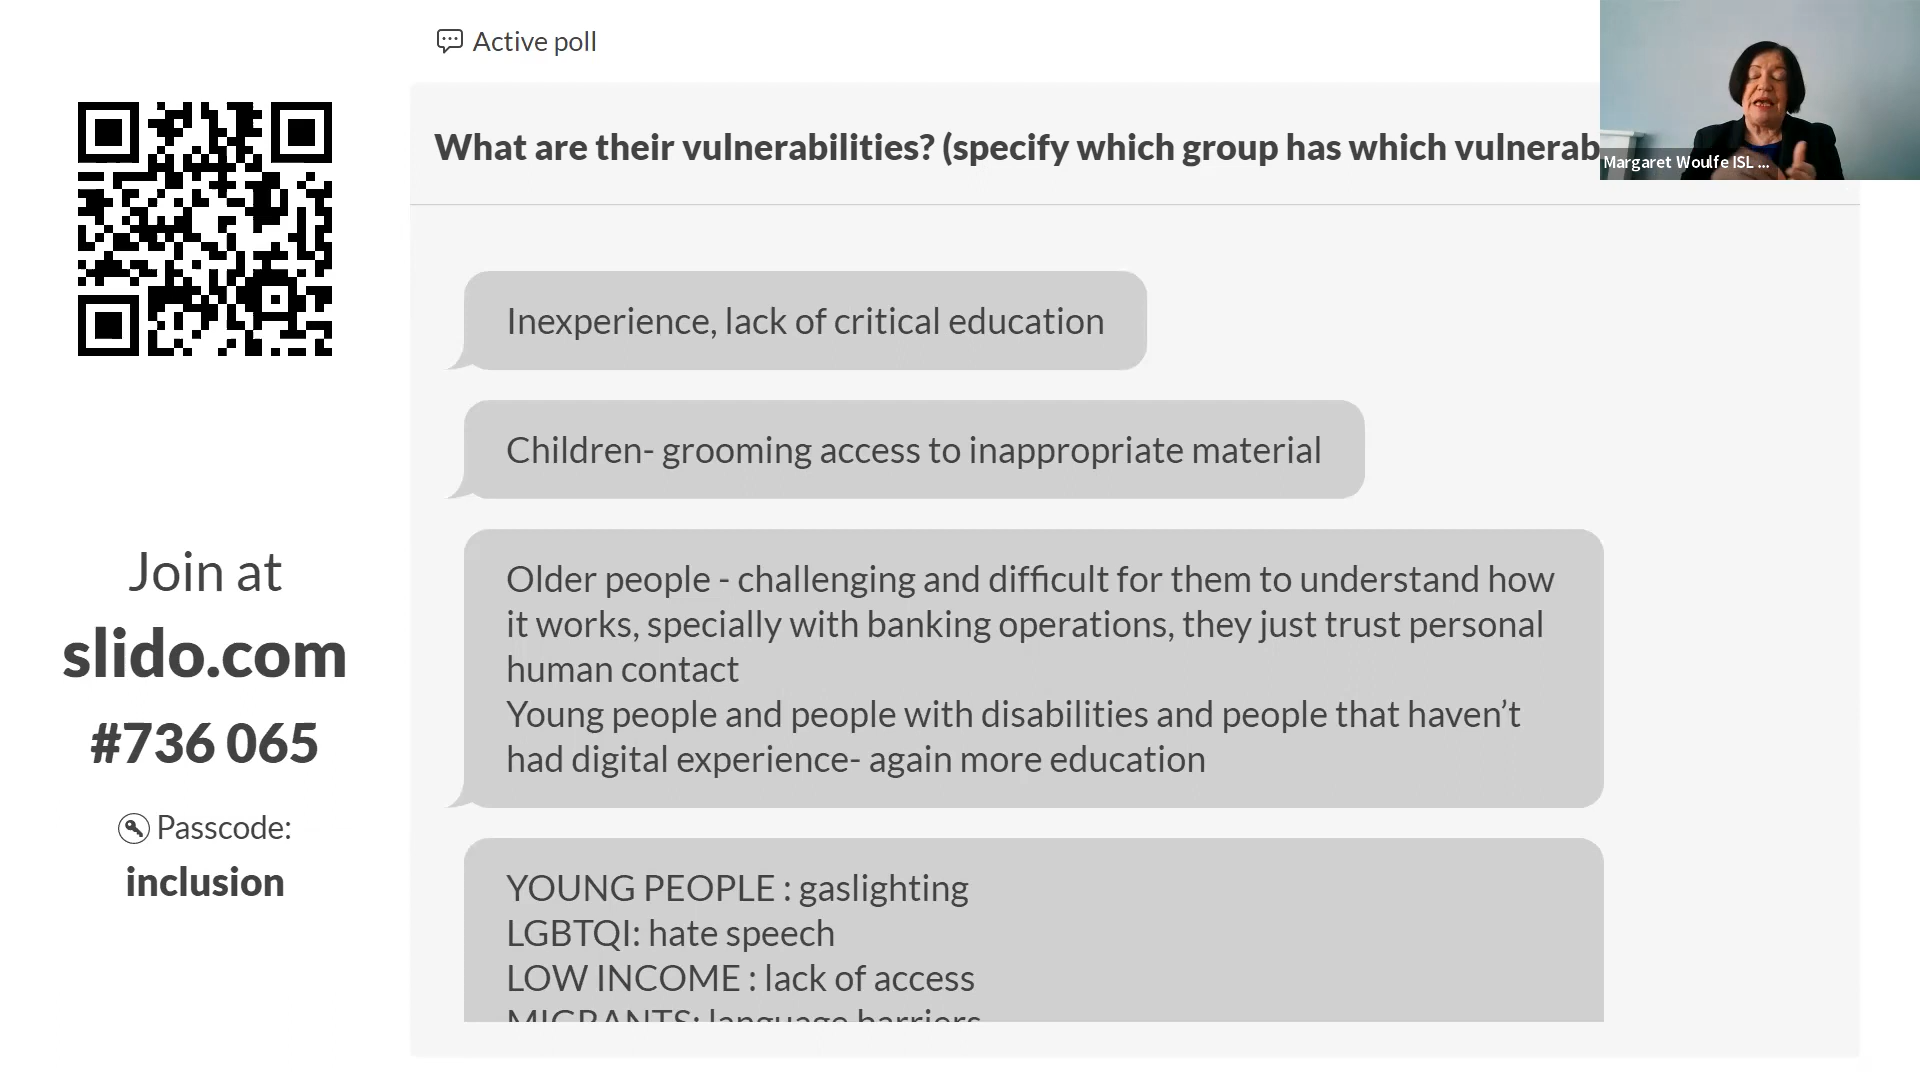 Active poll
What are their vulnerabilities? (specify which group has which vulnerab
Margaret Woulfe ISL ...
Inexperience, lack of critical education
Children- grooming access to inappropriate material
Older people - challenging and difficult for them to understand how
it works, specially with banking operations, they just trust personal
human contact
Young people and people with disabilities and people that haven’t
had digital experience- again more education
YOUNG PEOPLE : gaslighting
LGBTQI: hate speech
LOW INCOME : lack of access
MIGRANTS: language barriers
Join at
slido.com
#736 065
Passcode:
inclusion